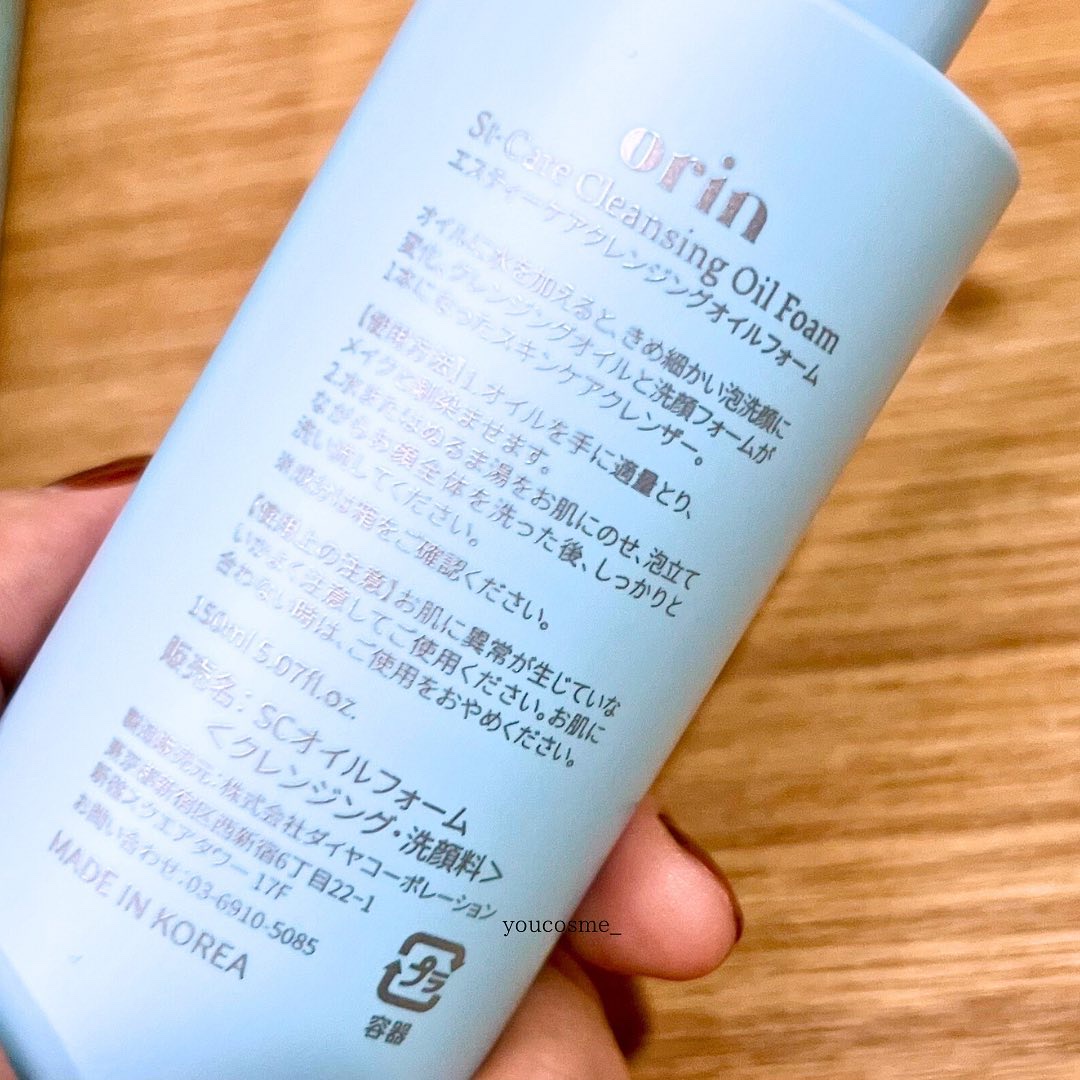 orin
St-Care Cleansing Oil Foam
エスティーケアクレンジングオイルフォーム
オイルに水を加えると、きめ細かい泡洗顔に
変化。クレンジングオイルと洗顔フォームが
1本になったスキンケアクレンザー。
【使用方法】1.オイルを手に適量とり、
メイクと馴染ませます。
2.水またはぬるま湯をお肌にのせ、泡立て
ながらお顔全体を洗った後、しっかりと
洗い流してください。
※成分は箱をご確認ください。
【使用上の注意】お肌に異常が生じていな
いかよく注意してご使用ください。お肌に
合わない時は、ご使用をおやめください。
150ml 5.07fl.oz.
販売名：SCオイルフォーム
＜クレンジング・洗顔料＞
製造販売元：株式会社ダイヤコーポレーション
東京都新宿区西新宿6丁目22-1
新宿スクエアタワー 17F
お問い合わせ：03-6910-5085
MADE IN KOREA
プラ
容器
youcosme_